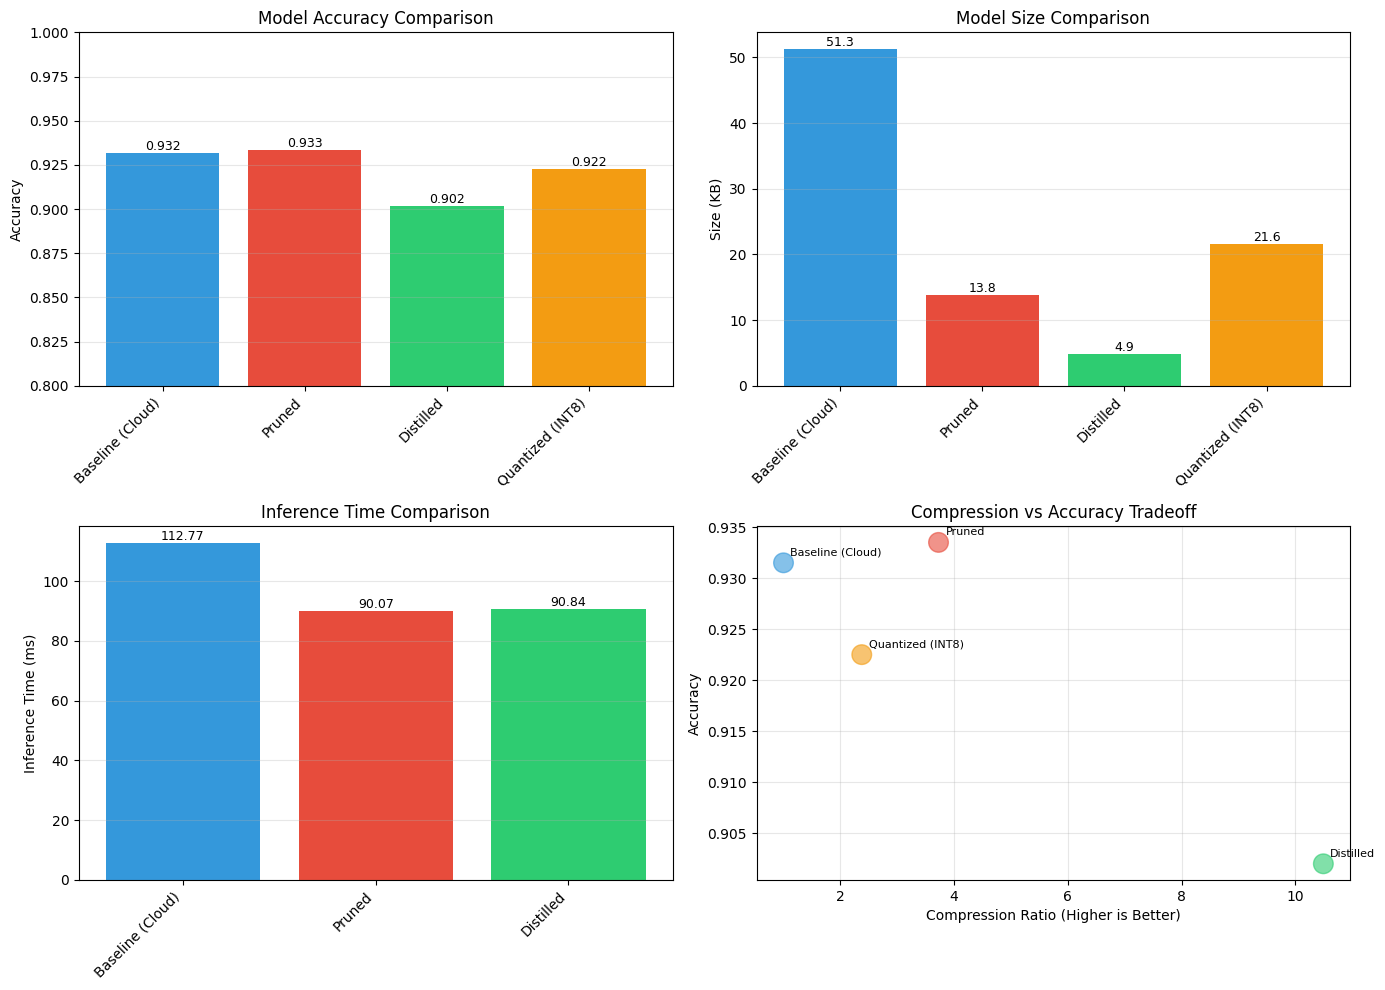 Model Accuracy Comparison
Accuracy
1.000
0.975
0.950
0.925
0.900
0.875
0.850
0.825
0.800
0.932
0.933
0.902
0.922
Baseline (Cloud)
Pruned
Distilled
Quantized (INT8)
Model Size Comparison
Size (KB)
50
40
30
20
10
0
51.3
13.8
4.9
21.6
Baseline (Cloud)
Pruned
Distilled
Quantized (INT8)
Inference Time Comparison
Inference Time (ms)
100
80
60
40
20
0
112.77
90.07
90.84
Baseline (Cloud)
Pruned
Distilled
Compression vs Accuracy Tradeoff
Accuracy
0.935
0.930
0.925
0.920
0.915
0.910
0.905
Pruned
Baseline (Cloud)
Quantized (INT8)
Distilled
2
4
6
8
10
Compression Ratio (Higher is Better)